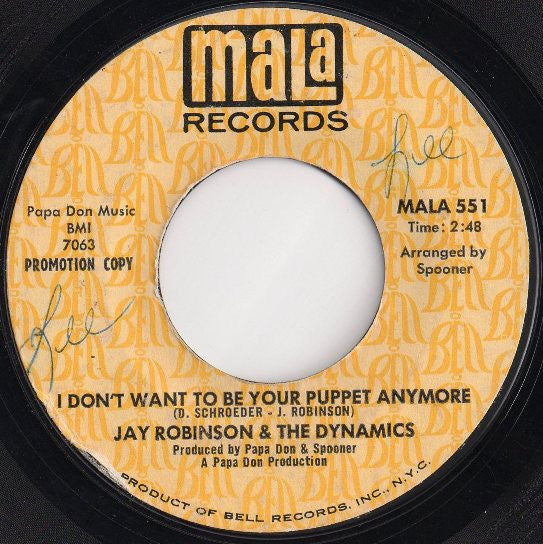 mala
RECORDS
Papa Don Music
BMI
7063
PROMOTION COPY
MALA 551
Time: 2:48
Arranged by
Spooner
I DON'T WANT TO BE YOUR PUPPET ANYMORE
(D. SCHROEDER - J. ROBINSON)
JAY ROBINSON & THE DYNAMICS
Produced by Papa Don & Spooner
A Papa Don Production
PRODUCT OF BELL RECORDS, INC., N.Y.C.
BELL